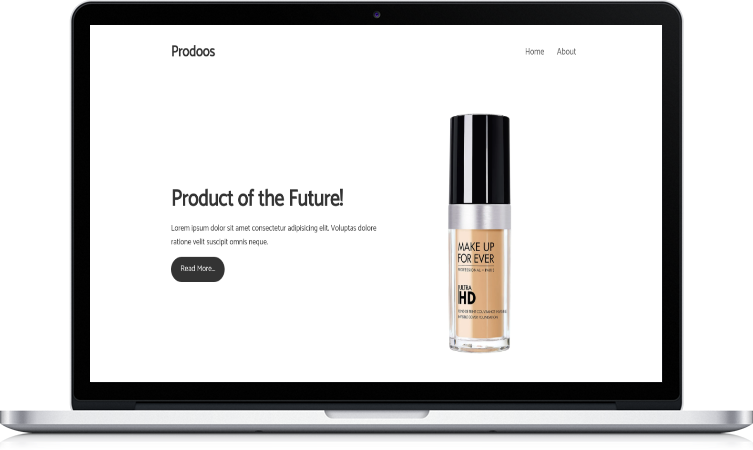 Prodoos
Home About
Product of the Future!
Lorem ipsum dolor sit amet consectetur adipisicing elit. Voluptas dolore
ratione velit suscipit omnis neque.
Read More...
MAKE UP
FOR EVER
PROFESSIONAL - PARIS
ULTRA
HD